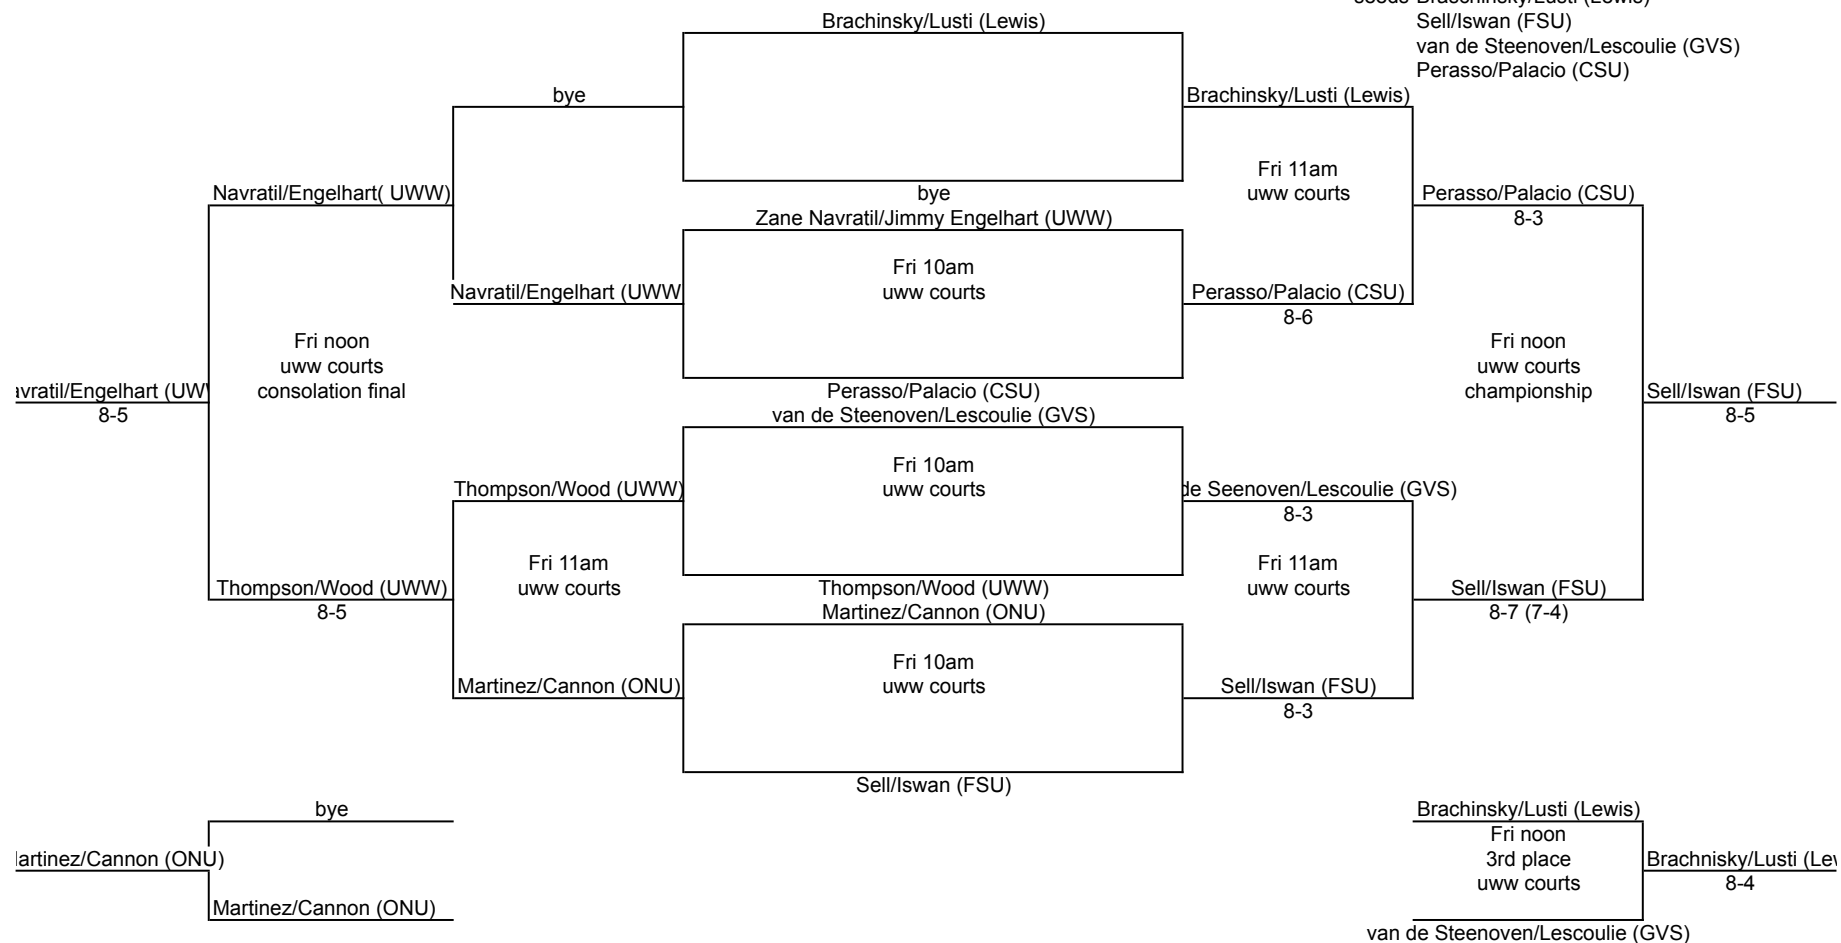 Braschinsky/Lusti (Lewis)
Brachinsky/Lusti (Lewis)
Sell/Iswan (FSU)
van de Steenoven/Lescoulie (GVS)
Perasso/Palacio (CSU)
bye
Brachinsky/Lusti (Lewis)
Fri 11am
uww courts
Navratil/Engelhart( UWW)
bye
Perasso/Palacio (CSU)
Zane Navratil/Jimmy Engelhart (UWW)
8-3
Fri 10am
uww courts
Navratil/Engelhart (UWW
Perasso/Palacio (CSU)
8-6
Fri noon
uww courts
consolation final
Fri noon
uww courts
championship
avratil/Engelhart (UW
8-5
Perasso/Palacio (CSU)
Sell/Iswan (FSU)
8-5
van de Steenoven/Lescoulie (GVS)
Fri 10am
uww courts
Thompson/Wood (UWW)
de Seenoven/Lescoulie (GVS)
8-3
Fri 11am
uww courts
Fri 11am
uww courts
Thompson/Wood (UWW)
8-5
Thompson/Wood (UWW)
Sell/Iswan (FSU)
8-7 (7-4)
Martinez/Cannon (ONU)
Fri 10am
uww courts
Martinez/Cannon (ONU)
Sell/Iswan (FSU)
8-3
Sell/Iswan (FSU)
bye
Brachinsky/Lusti (Lewis)
Fri noon
3rd place
uww courts
artinez/Cannon (ONU)
Brachnisky/Lusti (Le
8-4
Martinez/Cannon (ONU)
van de Steenoven/Lescoulie (GVS)